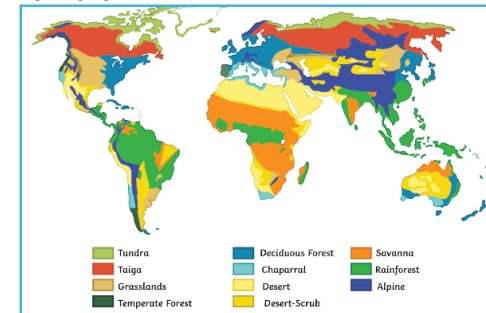 Tundra
Taiga
Grasslands
Temperate Forest
Deciduous Forest
Chaparral
Desert
Desert-Scrub
Savanna
Rainforest
Alpine